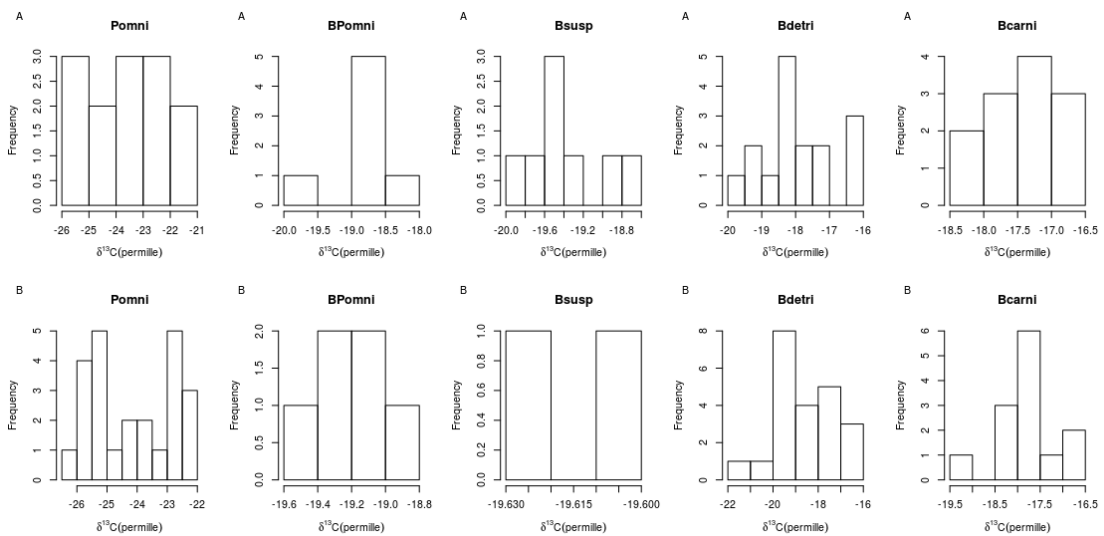 A A A A A
Pomni BPomni Bsusp Bdetri Bcarni
Frequency
0.0 0.5 1.0 1.5 2.0 2.5 3.0
-26 -25 -24 -23 -22 -21
δ13C(permille)
Frequency
0 1 2 3 4 5
-20.0 -19.5 -19.0 -18.5 -18.0
δ13C(permille)
Frequency
0.0 0.5 1.0 1.5 2.0 2.5 3.0
-20.0 -19.6 -19.2 -18.8
δ13C(permille)
Frequency
0 1 2 3 4 5
-20 -19 -18 -17 -16
δ13C(permille)
Frequency
0 1 2 3 4
-18.5 -18.0 -17.5 -17.0 -16.5
δ13C(permille)
B B B B B
Pomni BPomni Bsusp Bdetri Bcarni
Frequency
0 1 2 3 4 5
-26 -25 -24 -23 -22
δ13C(permille)
Frequency
0.0 0.5 1.0 1.5 2.0
-19.6 -19.4 -19.2 -19.0 -18.8
δ13C(permille)
Frequency
0.0 0.2 0.4 0.6 0.8 1.0
-19.630 -19.615 -19.600
δ13C(permille)
Frequency
0 2 4 6 8
-22 -20 -18 -16
δ13C(permille)
Frequency
0 1 2 3 4 5 6
-19.5 -18.5 -17.5 -16.5
δ13C(permille)